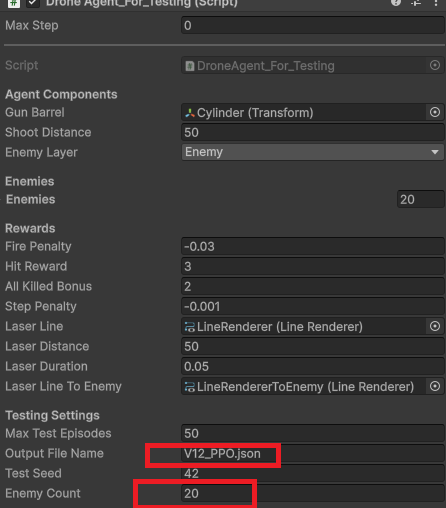 Drone Agent_For_Testing (Script)
Max Step 0
Script DroneAgent_For_Testing
Agent Components
Gun Barrel Cylinder (Transform)
Shoot Distance 50
Enemy Layer Enemy
Enemies
Enemies 20
Rewards
Fire Penalty -0.03
Hit Reward 3
All Killed Bonus 2
Step Penalty -0.001
Laser Line LineRenderer (Line Renderer)
Laser Distance 50
Laser Duration 0.05
Laser Line To Enemy LineRendererToEnemy (Line Renderer)
Testing Settings
Max Test Episodes 50
Output File Name V12_PPO.json
Test Seed 42
Enemy Count 20